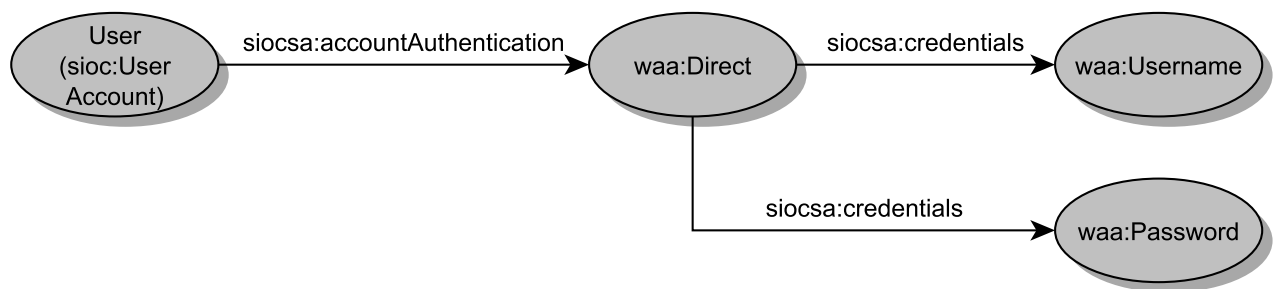 User
(sioc:User
Account)
siocsa:accountAuthentication
waa:Direct
siocsa:credentials
waa:Username
siocsa:credentials
waa:Password